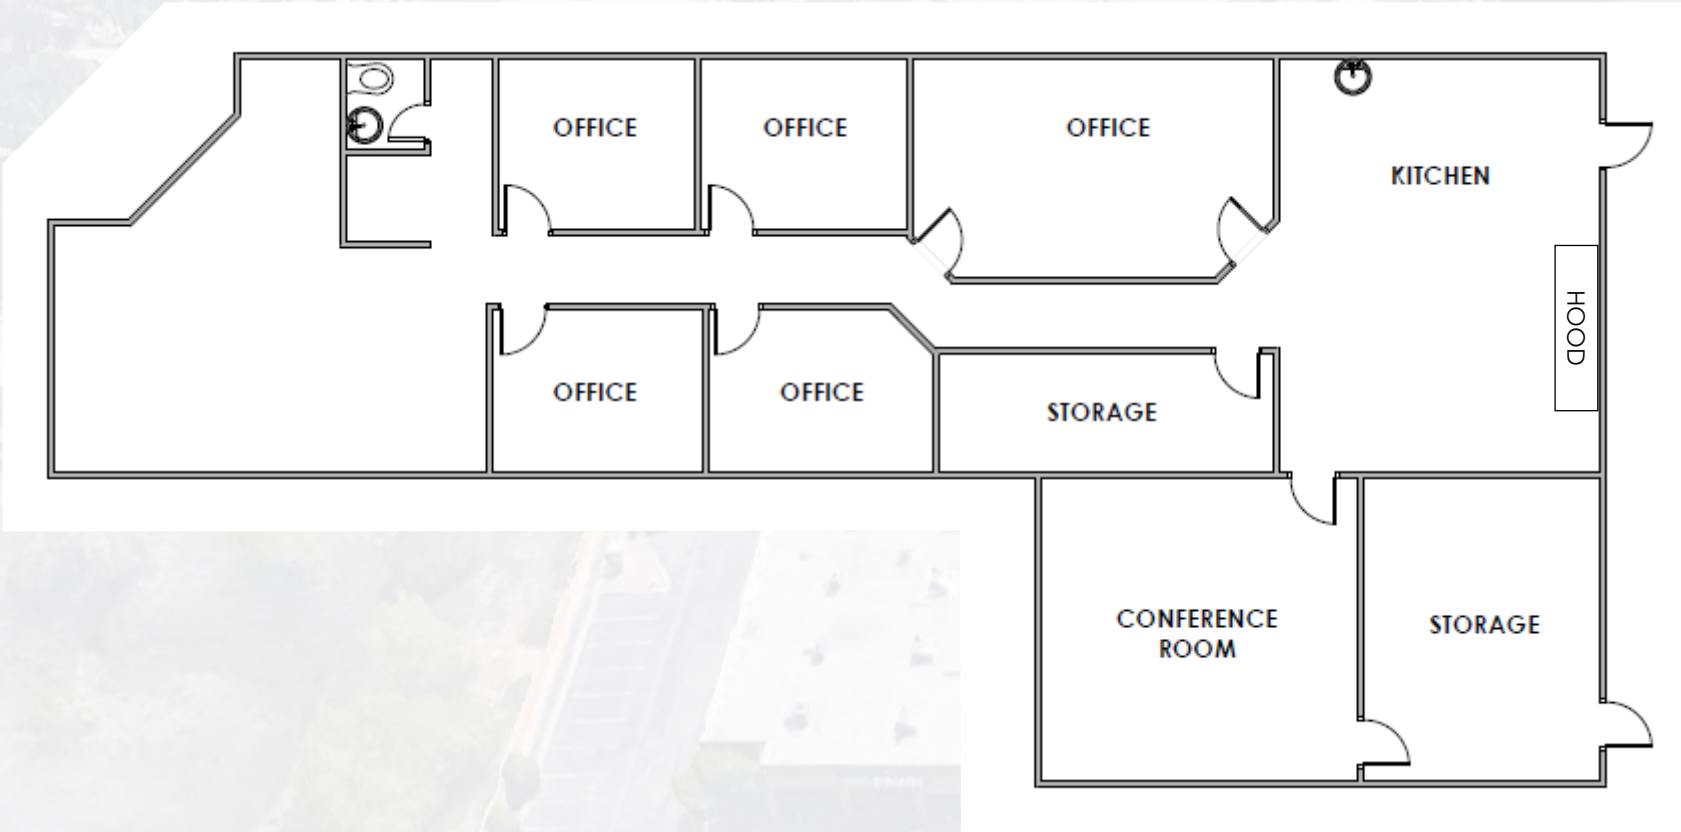 OFFICE
OFFICE
OFFICE
KITCHEN
HOOD
OFFICE
OFFICE
STORAGE
CONFERENCE
ROOM
STORAGE